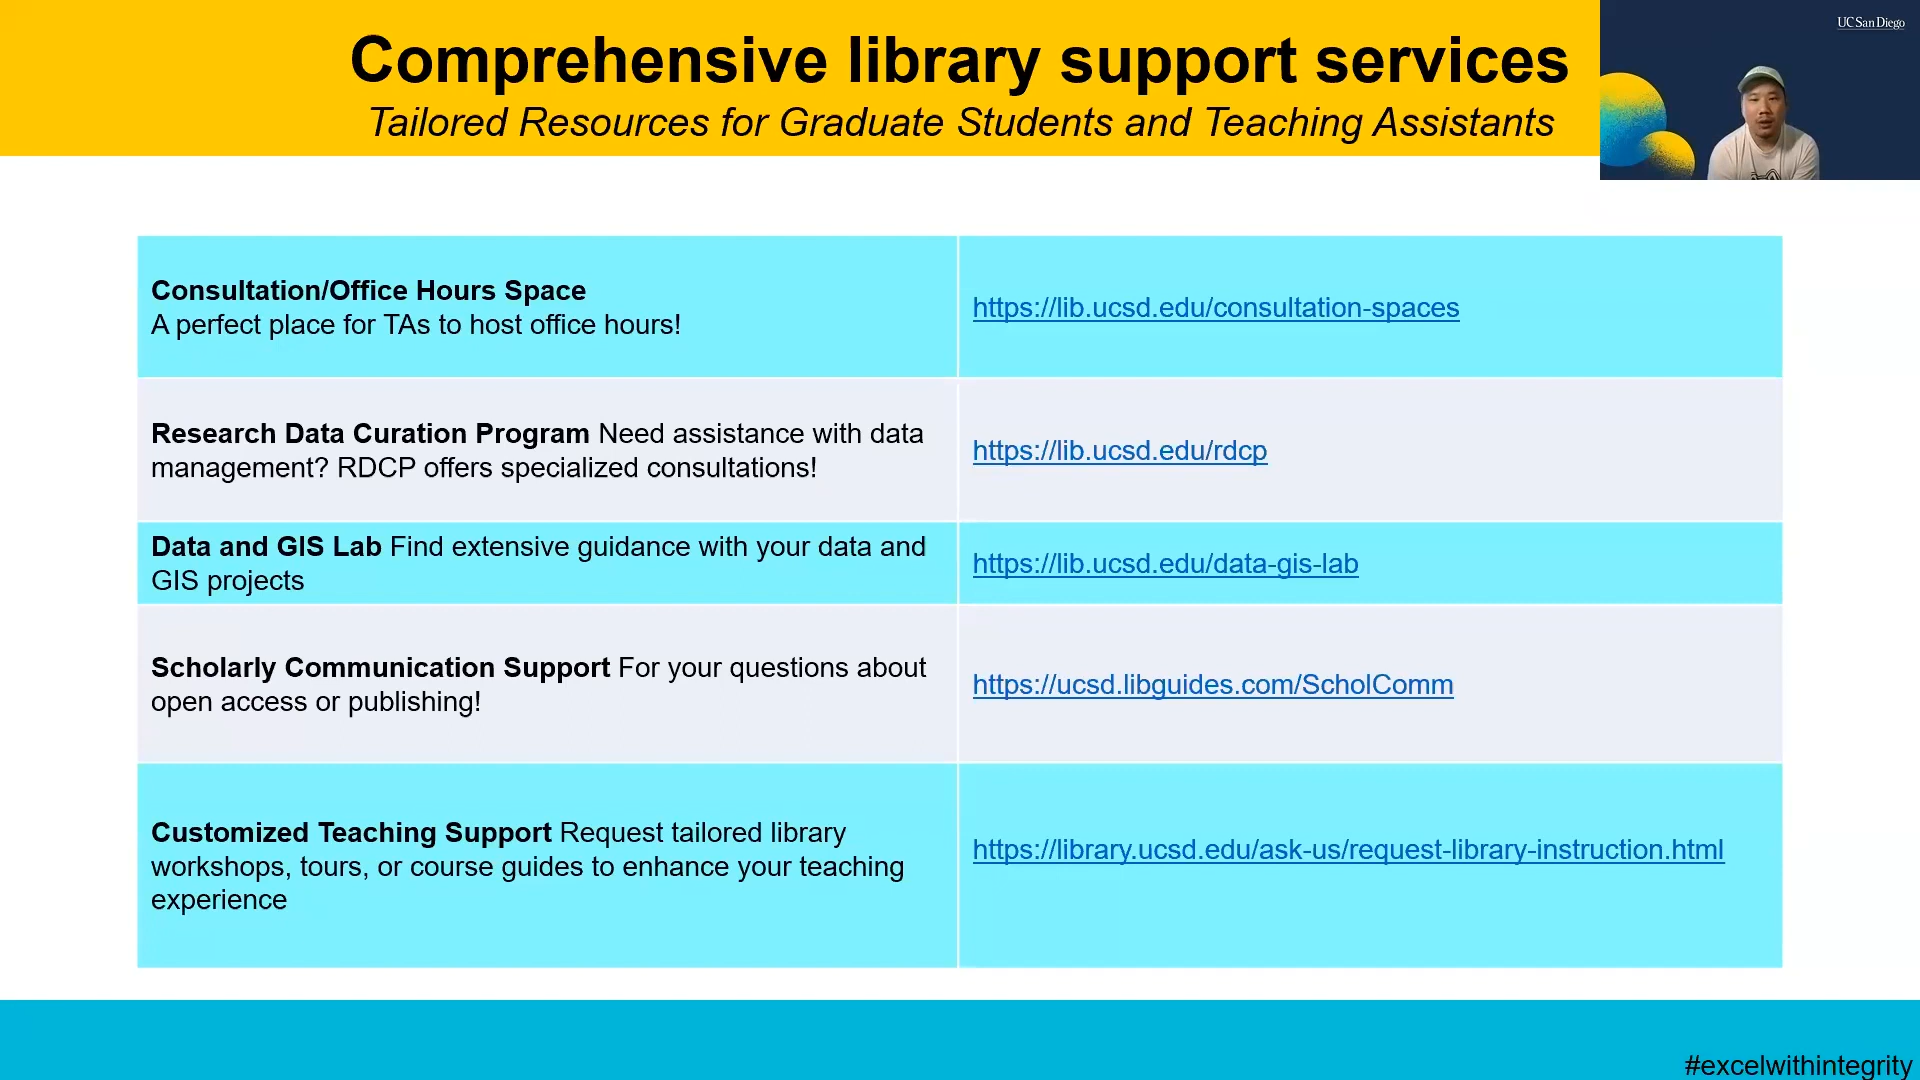 Comprehensive library support services
Tailored Resources for Graduate Students and Teaching Assistants
UC San Diego
Consultation/Office Hours Space
A perfect place for TAs to host office hours!
https://lib.ucsd.edu/consultation-spaces
Research Data Curation Program Need assistance with data
management? RDCP offers specialized consultations!
https://lib.ucsd.edu/rdcp
Data and GIS Lab Find extensive guidance with your data and
GIS projects
https://lib.ucsd.edu/data-gis-lab
Scholarly Communication Support For your questions about
open access or publishing!
https://ucsd.libguides.com/ScholComm
Customized Teaching Support Request tailored library
workshops, tours, or course guides to enhance your teaching
experience
https://library.ucsd.edu/ask-us/request-library-instruction.html
#excelwithintegrity